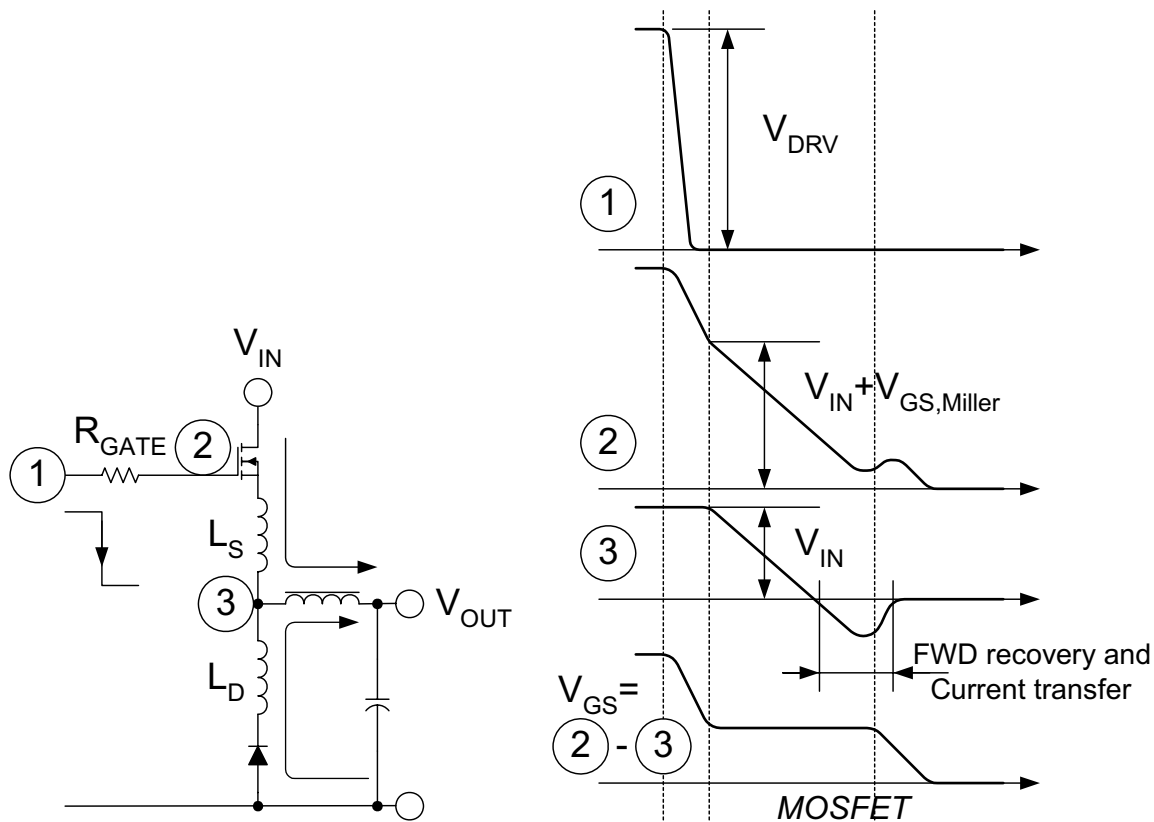 V_IN
R_GATE
1
2
L_S
3
V_OUT
L_D
1
V_DRV
2
V_IN+V_GS,Miller
3
V_IN
FWD recovery and
Current transfer
V_GS=
2 - 3
MOSFET